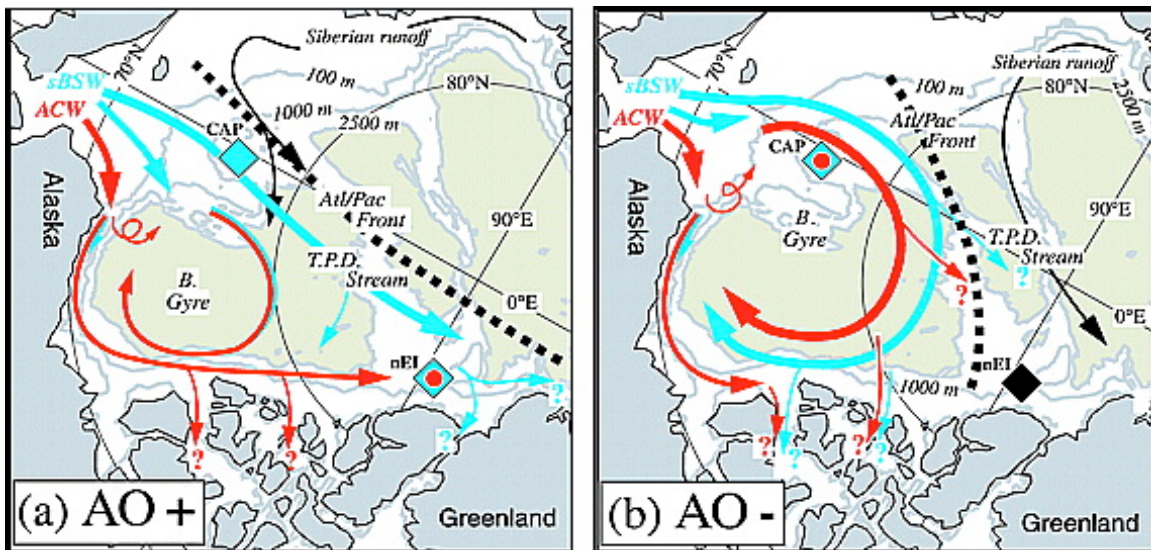 Siberian runoff
70°N
sBSW
ACW
100 m
80°N
1000 m
2500 m
CAP
Alaska
Atl/Pac
Front
90°E
T.P.D.
Stream
B.
Gyre
0°E
nEI
?
?
?
?
(a) AO +
Greenland
70°N
Siberian runoff
sBSW
ACW
100 m
80°N
2500 m
Atl/Pac
Front
CAP
Alaska
B.
Gyre
90°E
T.P.D.
Stream
?
?
0°E
nEI
1000 m
?
?
?
?
(b) AO -
Greenland